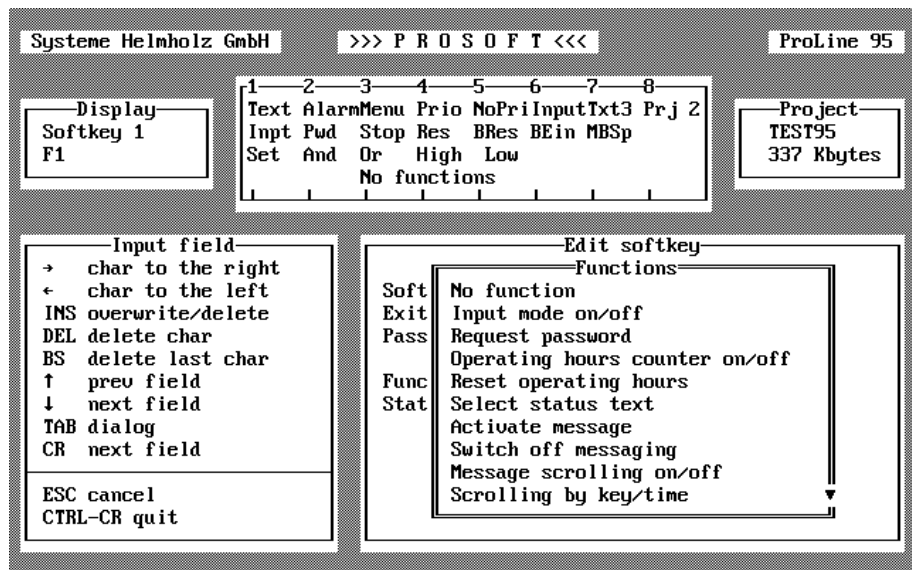 Systeme Helmholz GmbH >>> P R O S O F T <<< ProLine 95
1 2 3 4 5 6 7 8
Text AlarmMenu Prio NoPriInputTxt3 Prj 2
Inpt Pwd Stop Res BRes BEin MBSp
Set And Or High Low
No functions
Display
Softkey 1
F1
Project
TEST95
337 Kbytes
Input field
→ char to the right
← char to the left
INS overwrite/delete
DEL delete char
BS delete last char
↑ prev field
↓ next field
TAB dialog
CR next field
ESC cancel
CTRL-CR quit
Edit softkey
Soft
Exit
Pass
Func
Stat
Functions
No function
Input mode on/off
Request password
Operating hours counter on/off
Reset operating hours
Select status text
Activate message
Switch off messaging
Message scrolling on/off
Scrolling by key/time ▼